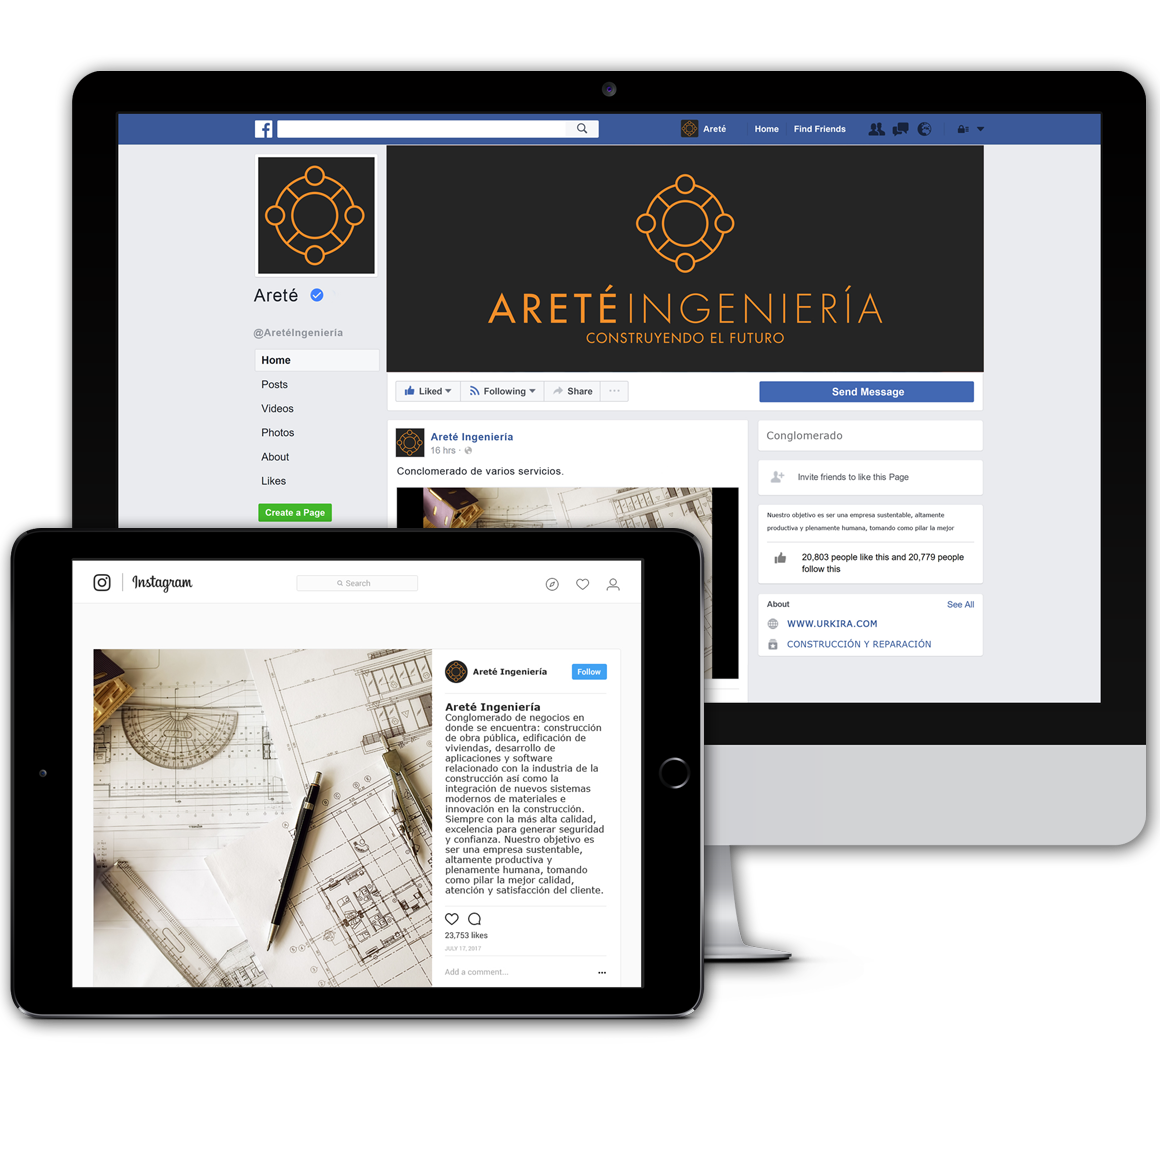 Areté
Home
Find Friends
ARETÉINGENIERÍA
CONSTRUYENDO EL FUTURO
Areté
@AretéIngeniería
Home
Posts
Videos
Photos
About
Likes
Create a Page
Liked
Following
Share
Send Message
Areté Ingeniería
16 hrs
Conclomerado de varios servicios.
Conglomerado
Invite friends to like this Page
Nuestro objetivo es ser una empresa sustentable, altamente
productiva y plenamente humana, tomando como pilar la mejor
20,803 people like this and 20,779 people
follow this
About
See All
WWW.URKIRA.COM
CONSTRUCCIÓN Y REPARACIÓN
Instagram
Search
Areté Ingeniería
Follow
Areté Ingeniería
Conglomerado de negocios en
donde se encuentra: construcción
de obra pública, edificación de
viviendas, desarrollo de
aplicaciones y software
relacionado con la industria de la
construcción así como la
integración de nuevos sistemas
modernos de materiales e
innovación en la construcción.
Siempre con la más alta calidad,
excelencia para generar seguridad
y confianza. Nuestro objetivo es
ser una empresa sustentable,
altamente productiva y
plenamente humana, tomando
como pilar la mejor calidad,
atención y satisfacción del cliente.
23,753 likes
JULY 17, 2017
Add a comment...